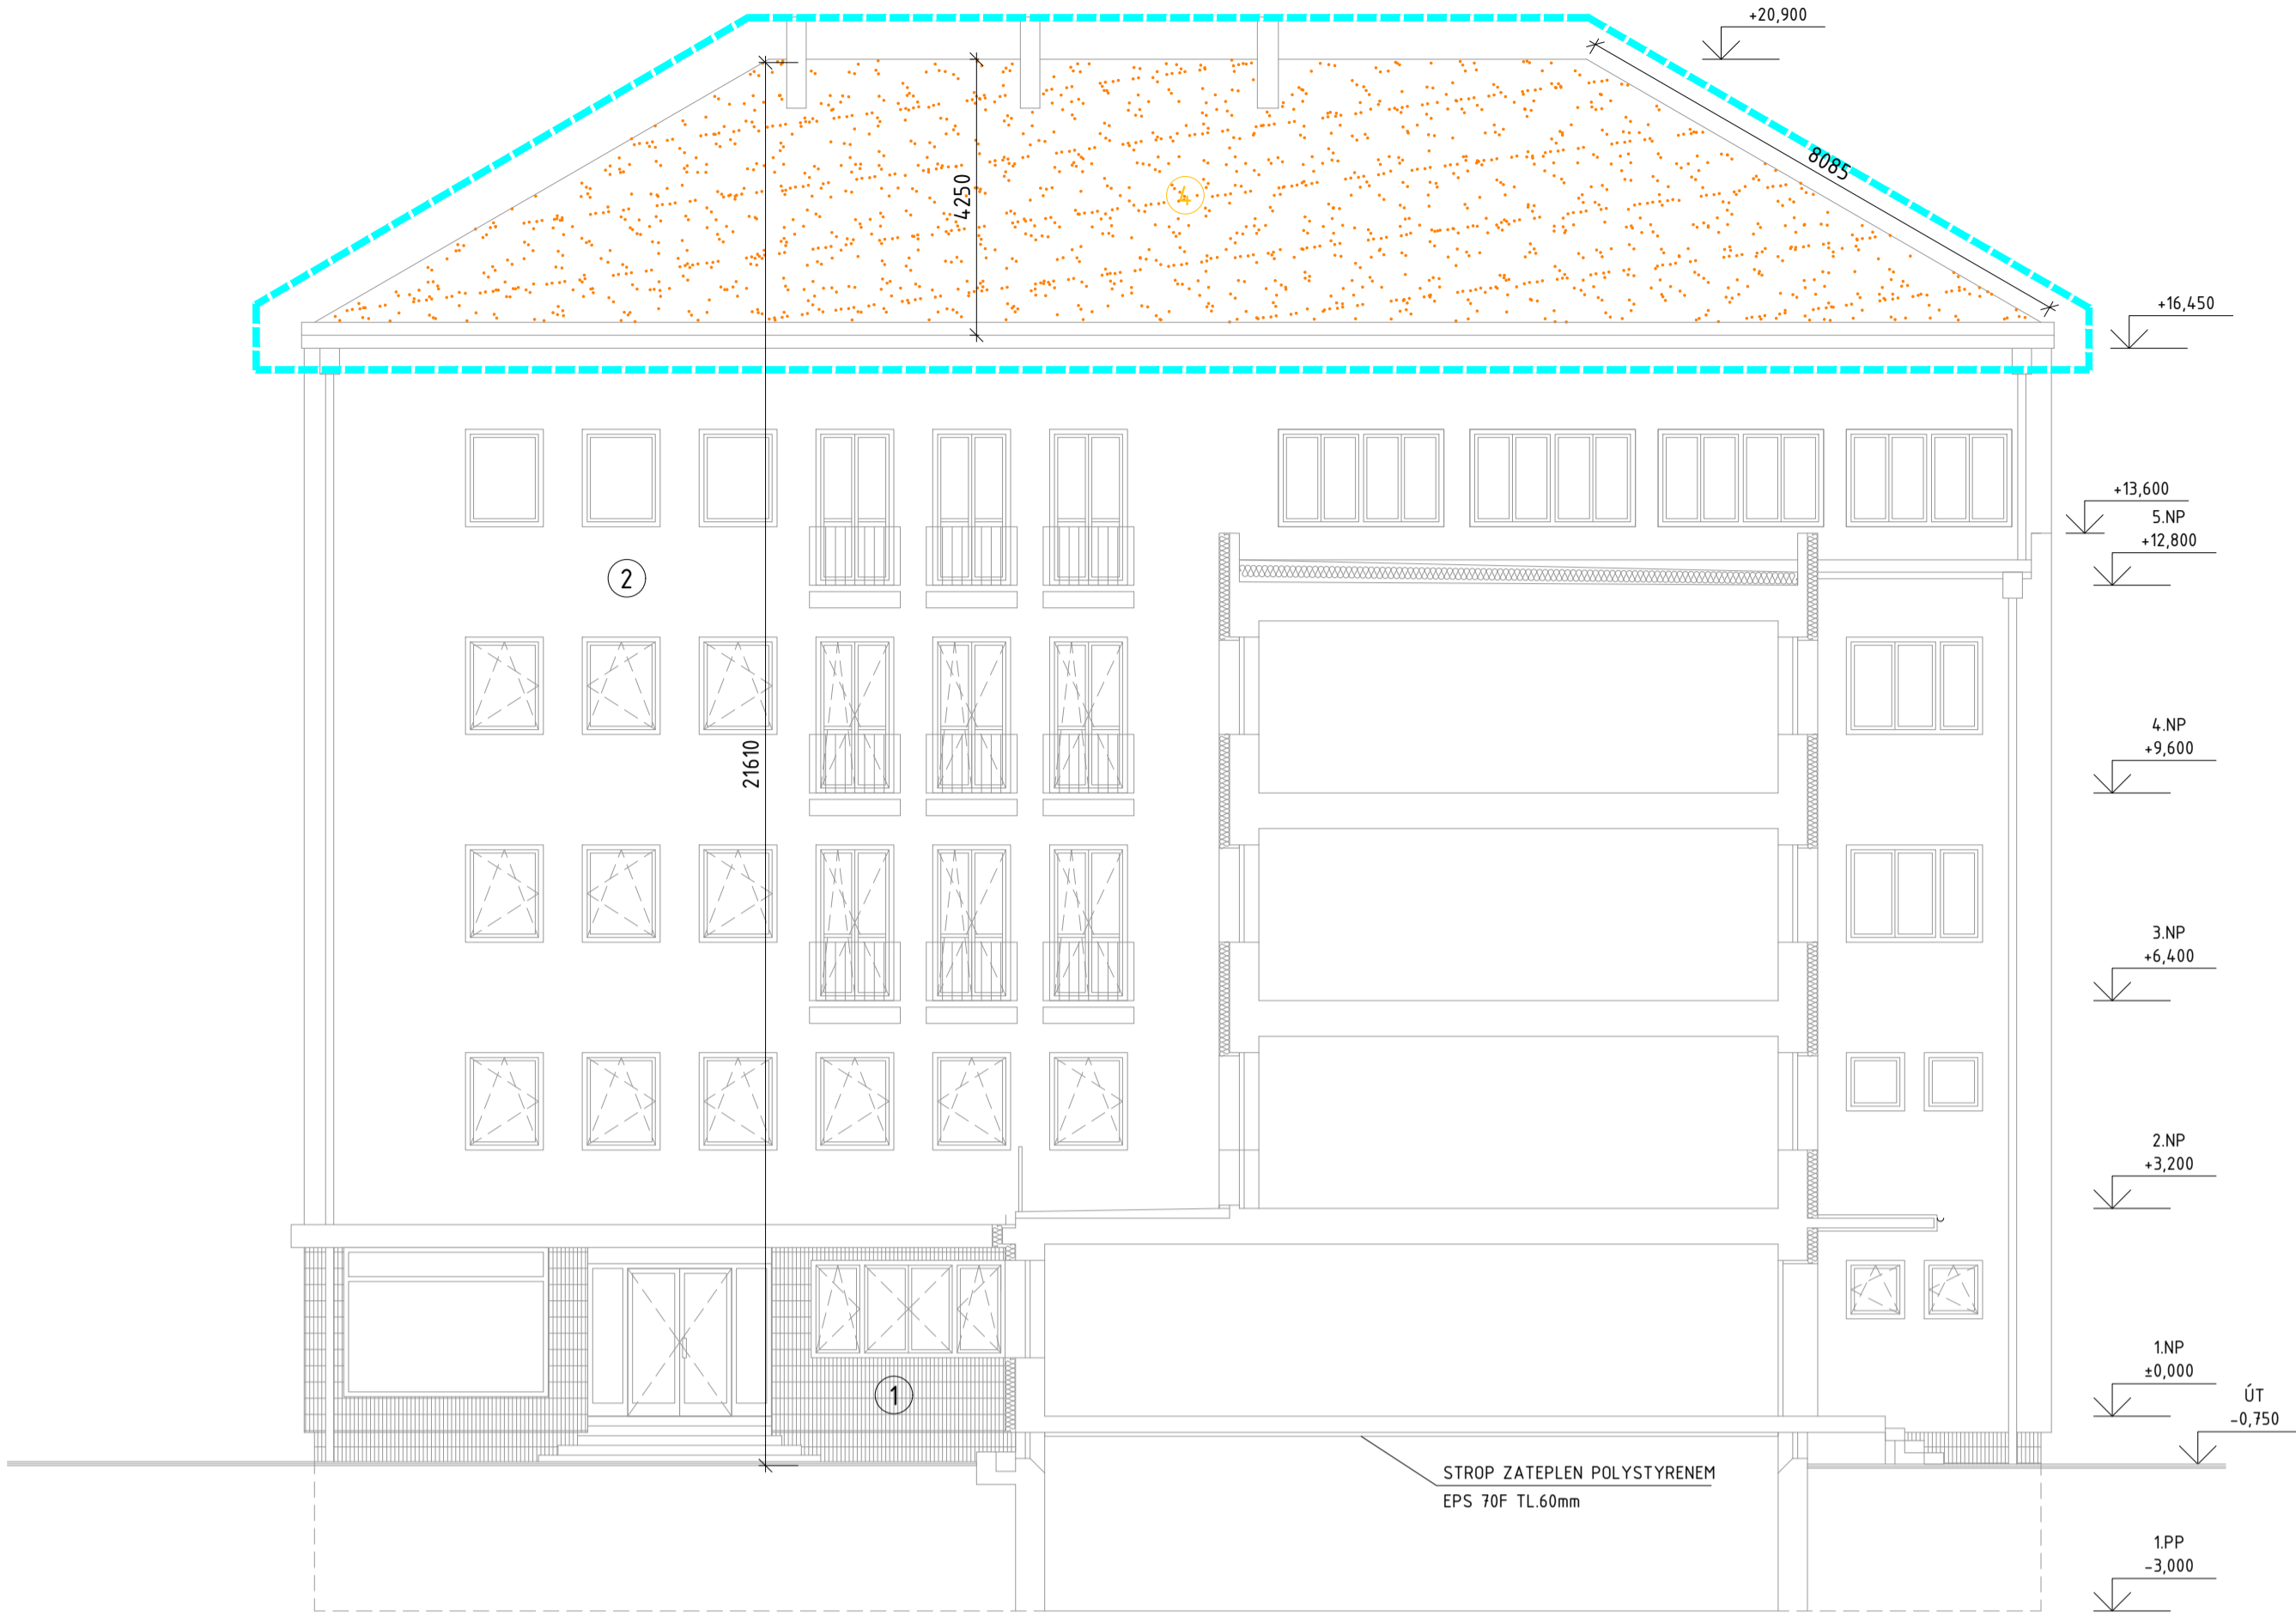 +20,900
8085
4250
4
+16,450
+13,600
5.NP
+12,800
2
21610
4.NP
+9,600
3.NP
+6,400
2.NP
+3,200
1.NP
±0,000
1
ÚT
-0,750
STROP ZATEPLEN POLYSTYRENEM
EPS 70F TL.60mm
1.PP
-3,000